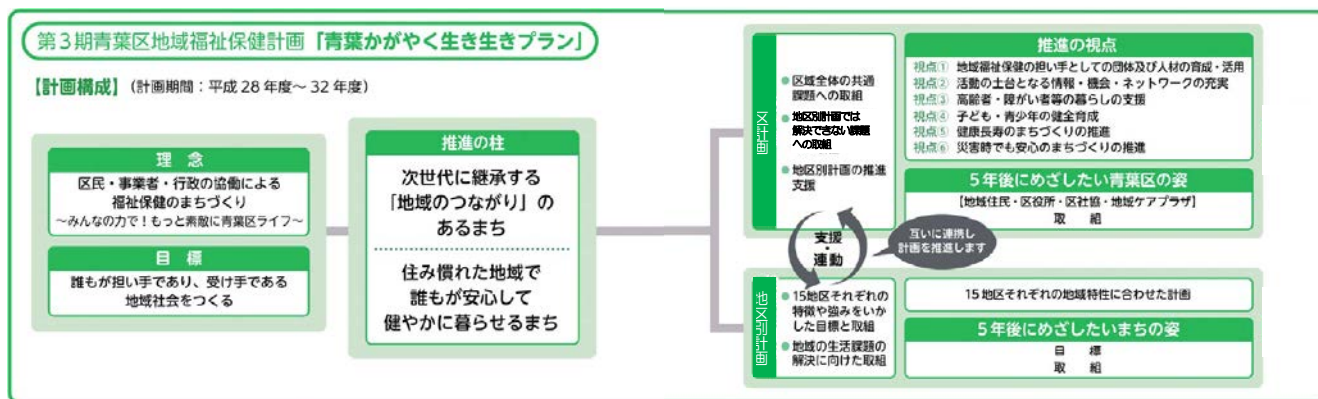 第3期青葉区地域福祉保健計画「青葉かがやく生き生きプラン」
【計画構成】（計画期間：平成28年度～32年度）
理 念
区民・事業者・行政の協働による
福祉保健のまちづくり
～みんなの力で！もっと素敵に青葉区ライフ～
目 標
誰もが担い手であり、受け手である
地域社会をつくる
推進の柱
次世代に継承する
「地域のつながり」の
あるまち
住み慣れた地域で
誰もが安心して
健やかに暮らせるまち
区計画
●区域全体の共通
課題への取組
●地区別計画では
解決できない課題
への取組
●地区別計画の推進
支援
推進の視点
視点① 地域福祉保健の担い手としての団体及び人材の育成・活用
視点② 活動の土台となる情報・機会・ネットワークの充実
視点③ 高齢者・障がい者等の暮らしの支援
視点④ 子ども・青少年の健全育成
視点⑤ 健康長寿のまちづくりの推進
視点⑥ 災害時でも安心のまちづくりの推進
5年後にめざしたい青葉区の姿
【地域住民・区役所・区社協・地域ケアプラザ】
取 組
支援
・
連動
互いに連携し
計画を推進します
地区別計画
●15地区それぞれの
特徴や強みをいか
した目標と取組
●地域の生活課題の
解決に向けた取組
15地区それぞれの地域特性に合わせた計画
5年後にめざしたいまちの姿
目 標
取 組